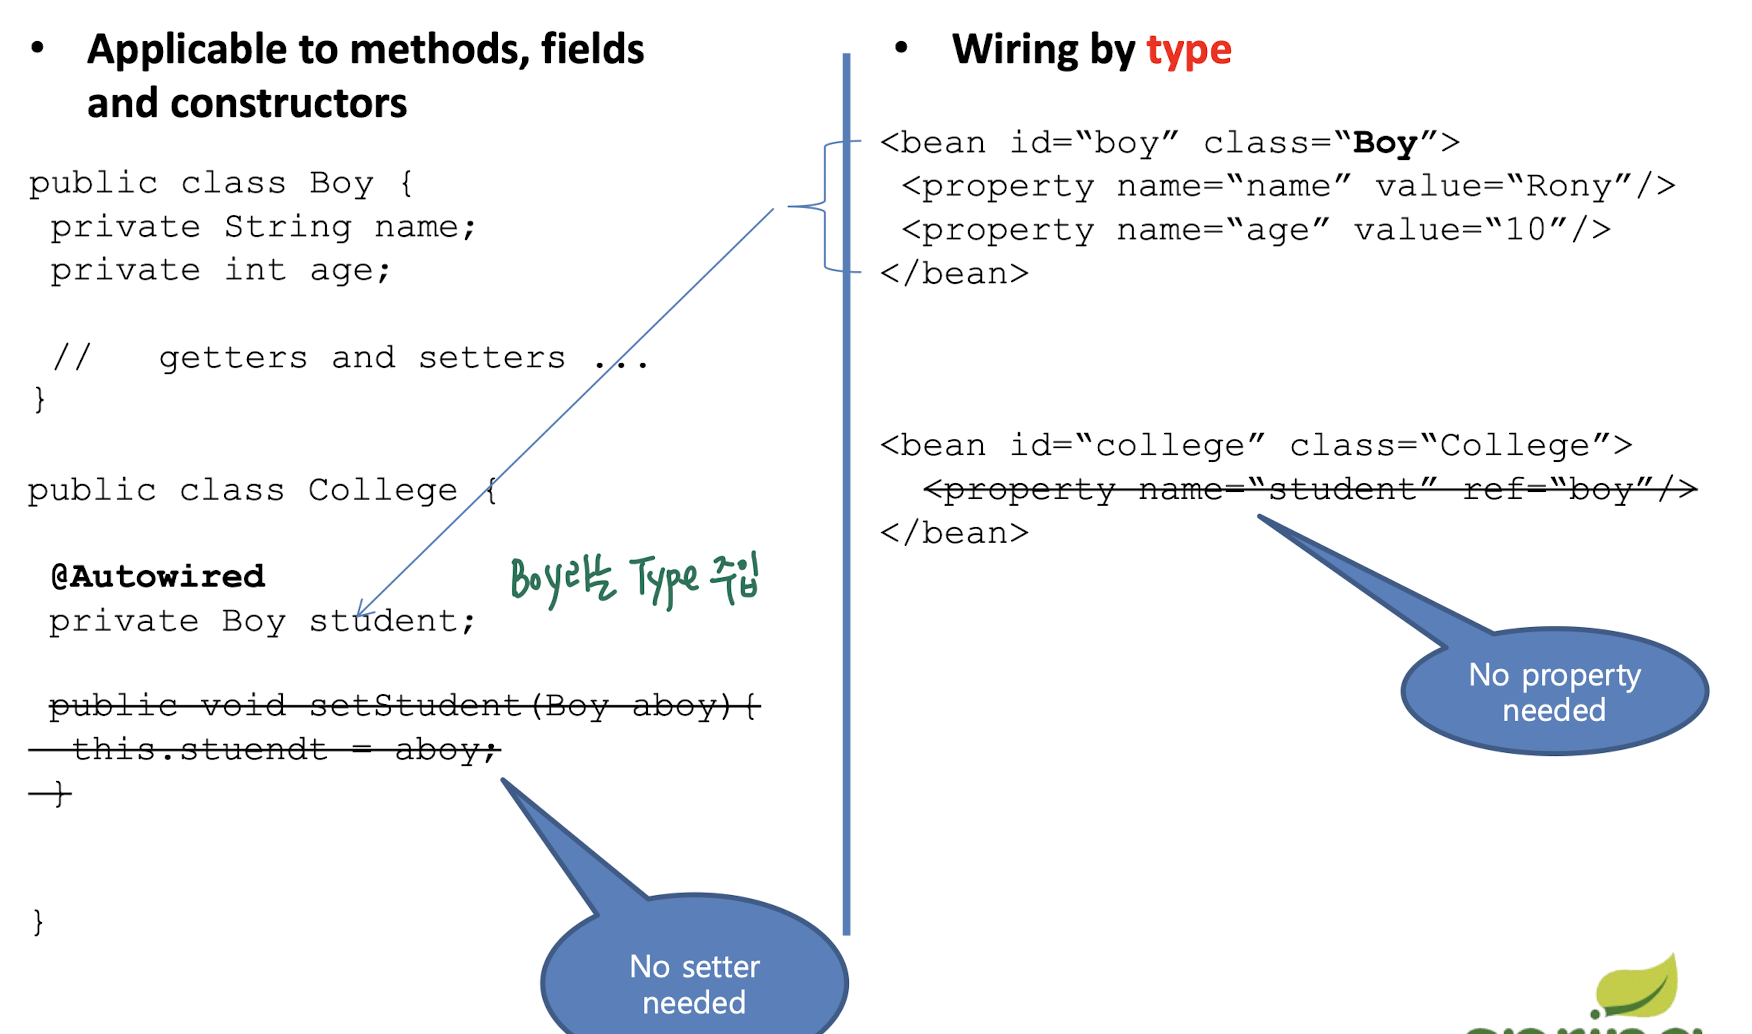 • Applicable to methods, fields
and constructors
public class Boy {
private String name;
private int age;
// getters and setters ...
}
public class College {
@Autowired
private Boy student;
Boy라는 Type 주입
public void setStudent(Boy aboy){
this.stuendt = aboy;
}
}
No setter
needed
• Wiring by type
<bean id=“boy” class=“Boy”>
<property name=“name” value=“Rony”/>
<property name=“age” value=“10”/>
</bean>
<bean id=“college” class=“College”>
<property name=“student” ref=“boy”/>
</bean>
No property
needed